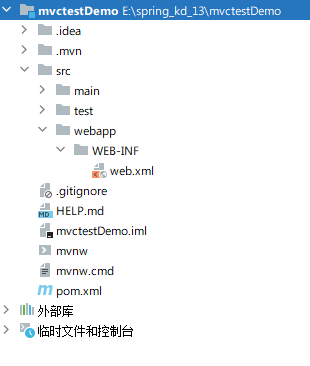 mvctestDemo E:\spring_kd_13\mvctestDemo
.idea
.mvn
src
main
test
webapp
WEB-INF
web.xml
.gitignore
MD HELP.md
mvctestDemo.iml
mvnw
mvnw.cmd
m pom.xml
外部库
临时文件和控制台